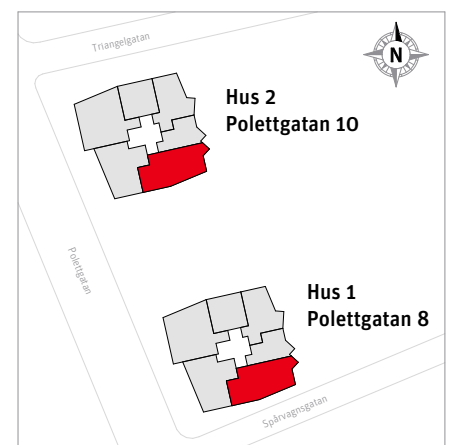 Triangelgatan
N
Hus 2
Polettgatan 10
Polettgatan
Hus 1
Polettgatan 8
Spårvagnsgatan